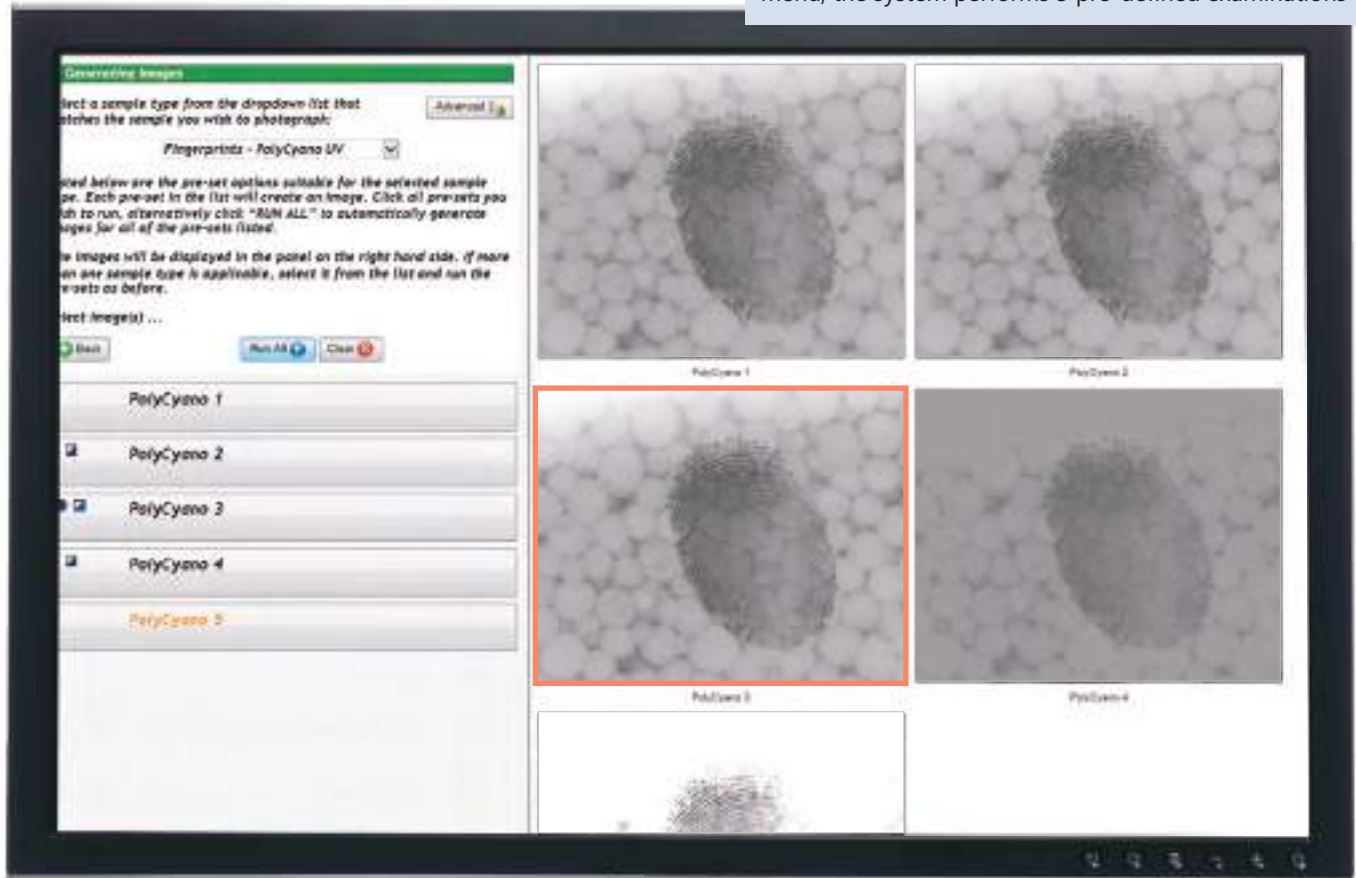 menu, the system performs 5 pre-defined examinations
Generating Images
lect a sample type from the dropdown list that
atches the sample you wish to photograph:
Advanced
Fingerprints - PolyCyano UV
sted below are the pre-set options suitable for the selected sample
pe. Each pre-set in the list will create an image. Click all pre-sets you
sh to run, alternatively click "RUN ALL" to automatically generate
ages for all of the pre-sets listed.
he images will be displayed in the panel on the right hand side. If more
an one sample type is applicable, select it from the list and run the
re-sets as before.
lect image(s) ...
Back
Run All
Clear
PolyCyano 1
PolyCyano 2
PolyCyano 3
PolyCyano 4
PolyCyano 5
PolyCyano 1
PolyCyano 2
PolyCyano 3
PolyCyano 4